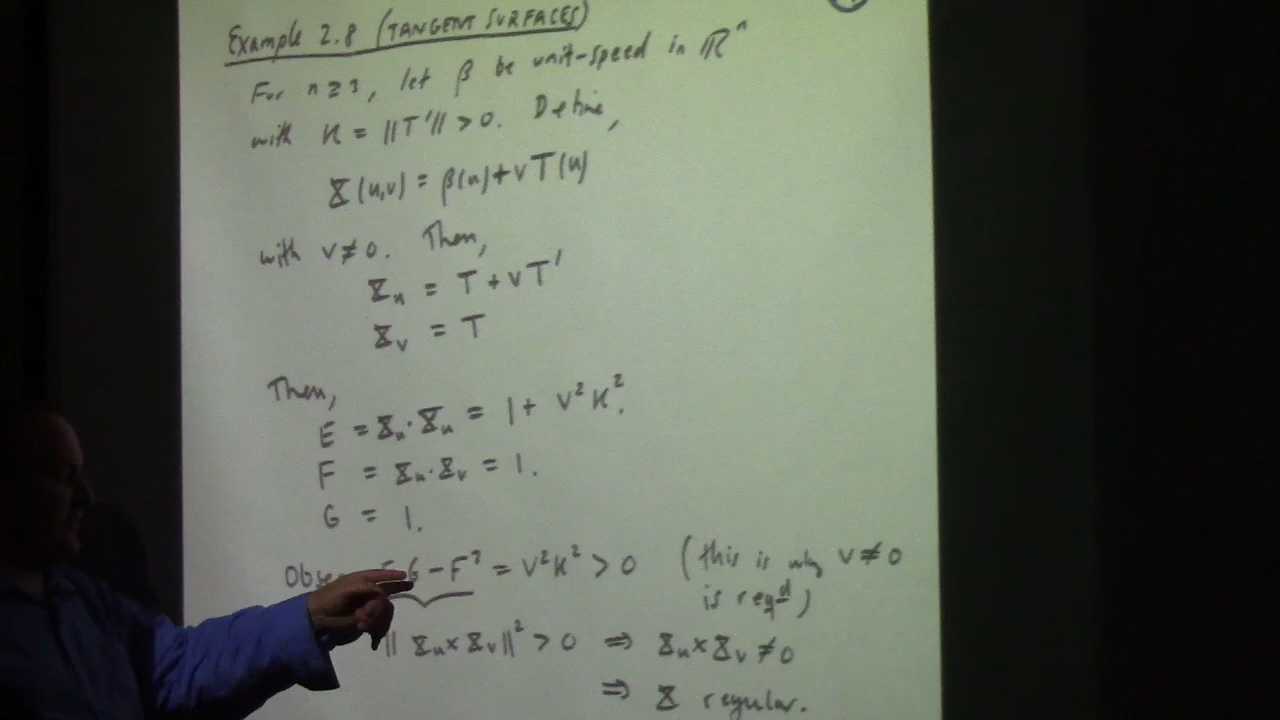 Example 2.8 (TANGENT SURFACES)
For n ≥ 3, let β be unit-speed in ℝⁿ
with κ = ||T'|| > 0. Define,
X(u,v) = β(u) + vT(u)
with v ≠ 0. Then,
Xᵤ = T + vT'
Xᵥ = T
Then,
E = Xᵤ·Xᵤ = 1 + v²κ².
F = Xᵤ·Xᵥ = 1.
G = 1.
G - F² = v²κ² > 0 (this is why v ≠ 0
is reqd)
|| Xᵤ × Xᵥ ||² > 0 ⇒ Xᵤ × Xᵥ ≠ 0
⇒ X regular.